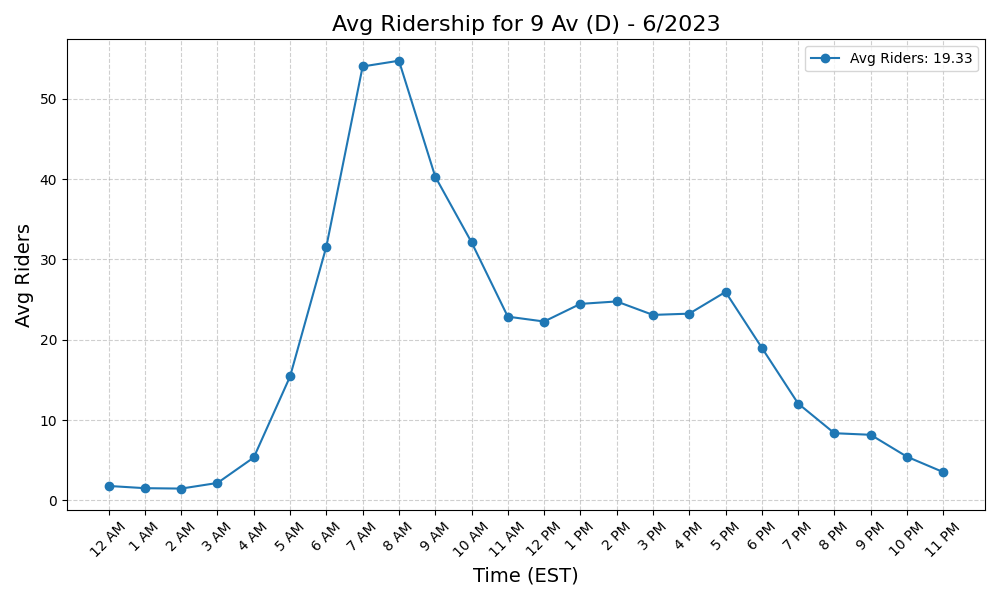 Avg Ridership for 9 Av (D) - 6/2023
Avg Riders: 19.33
Avg Riders
50
40
30
20
10
0
12 AM
1 AM
2 AM
3 AM
4 AM
5 AM
6 AM
7 AM
8 AM
9 AM
10 AM
11 AM
12 PM
1 PM
2 PM
3 PM
4 PM
5 PM
6 PM
7 PM
8 PM
9 PM
10 PM
11 PM
Time (EST)